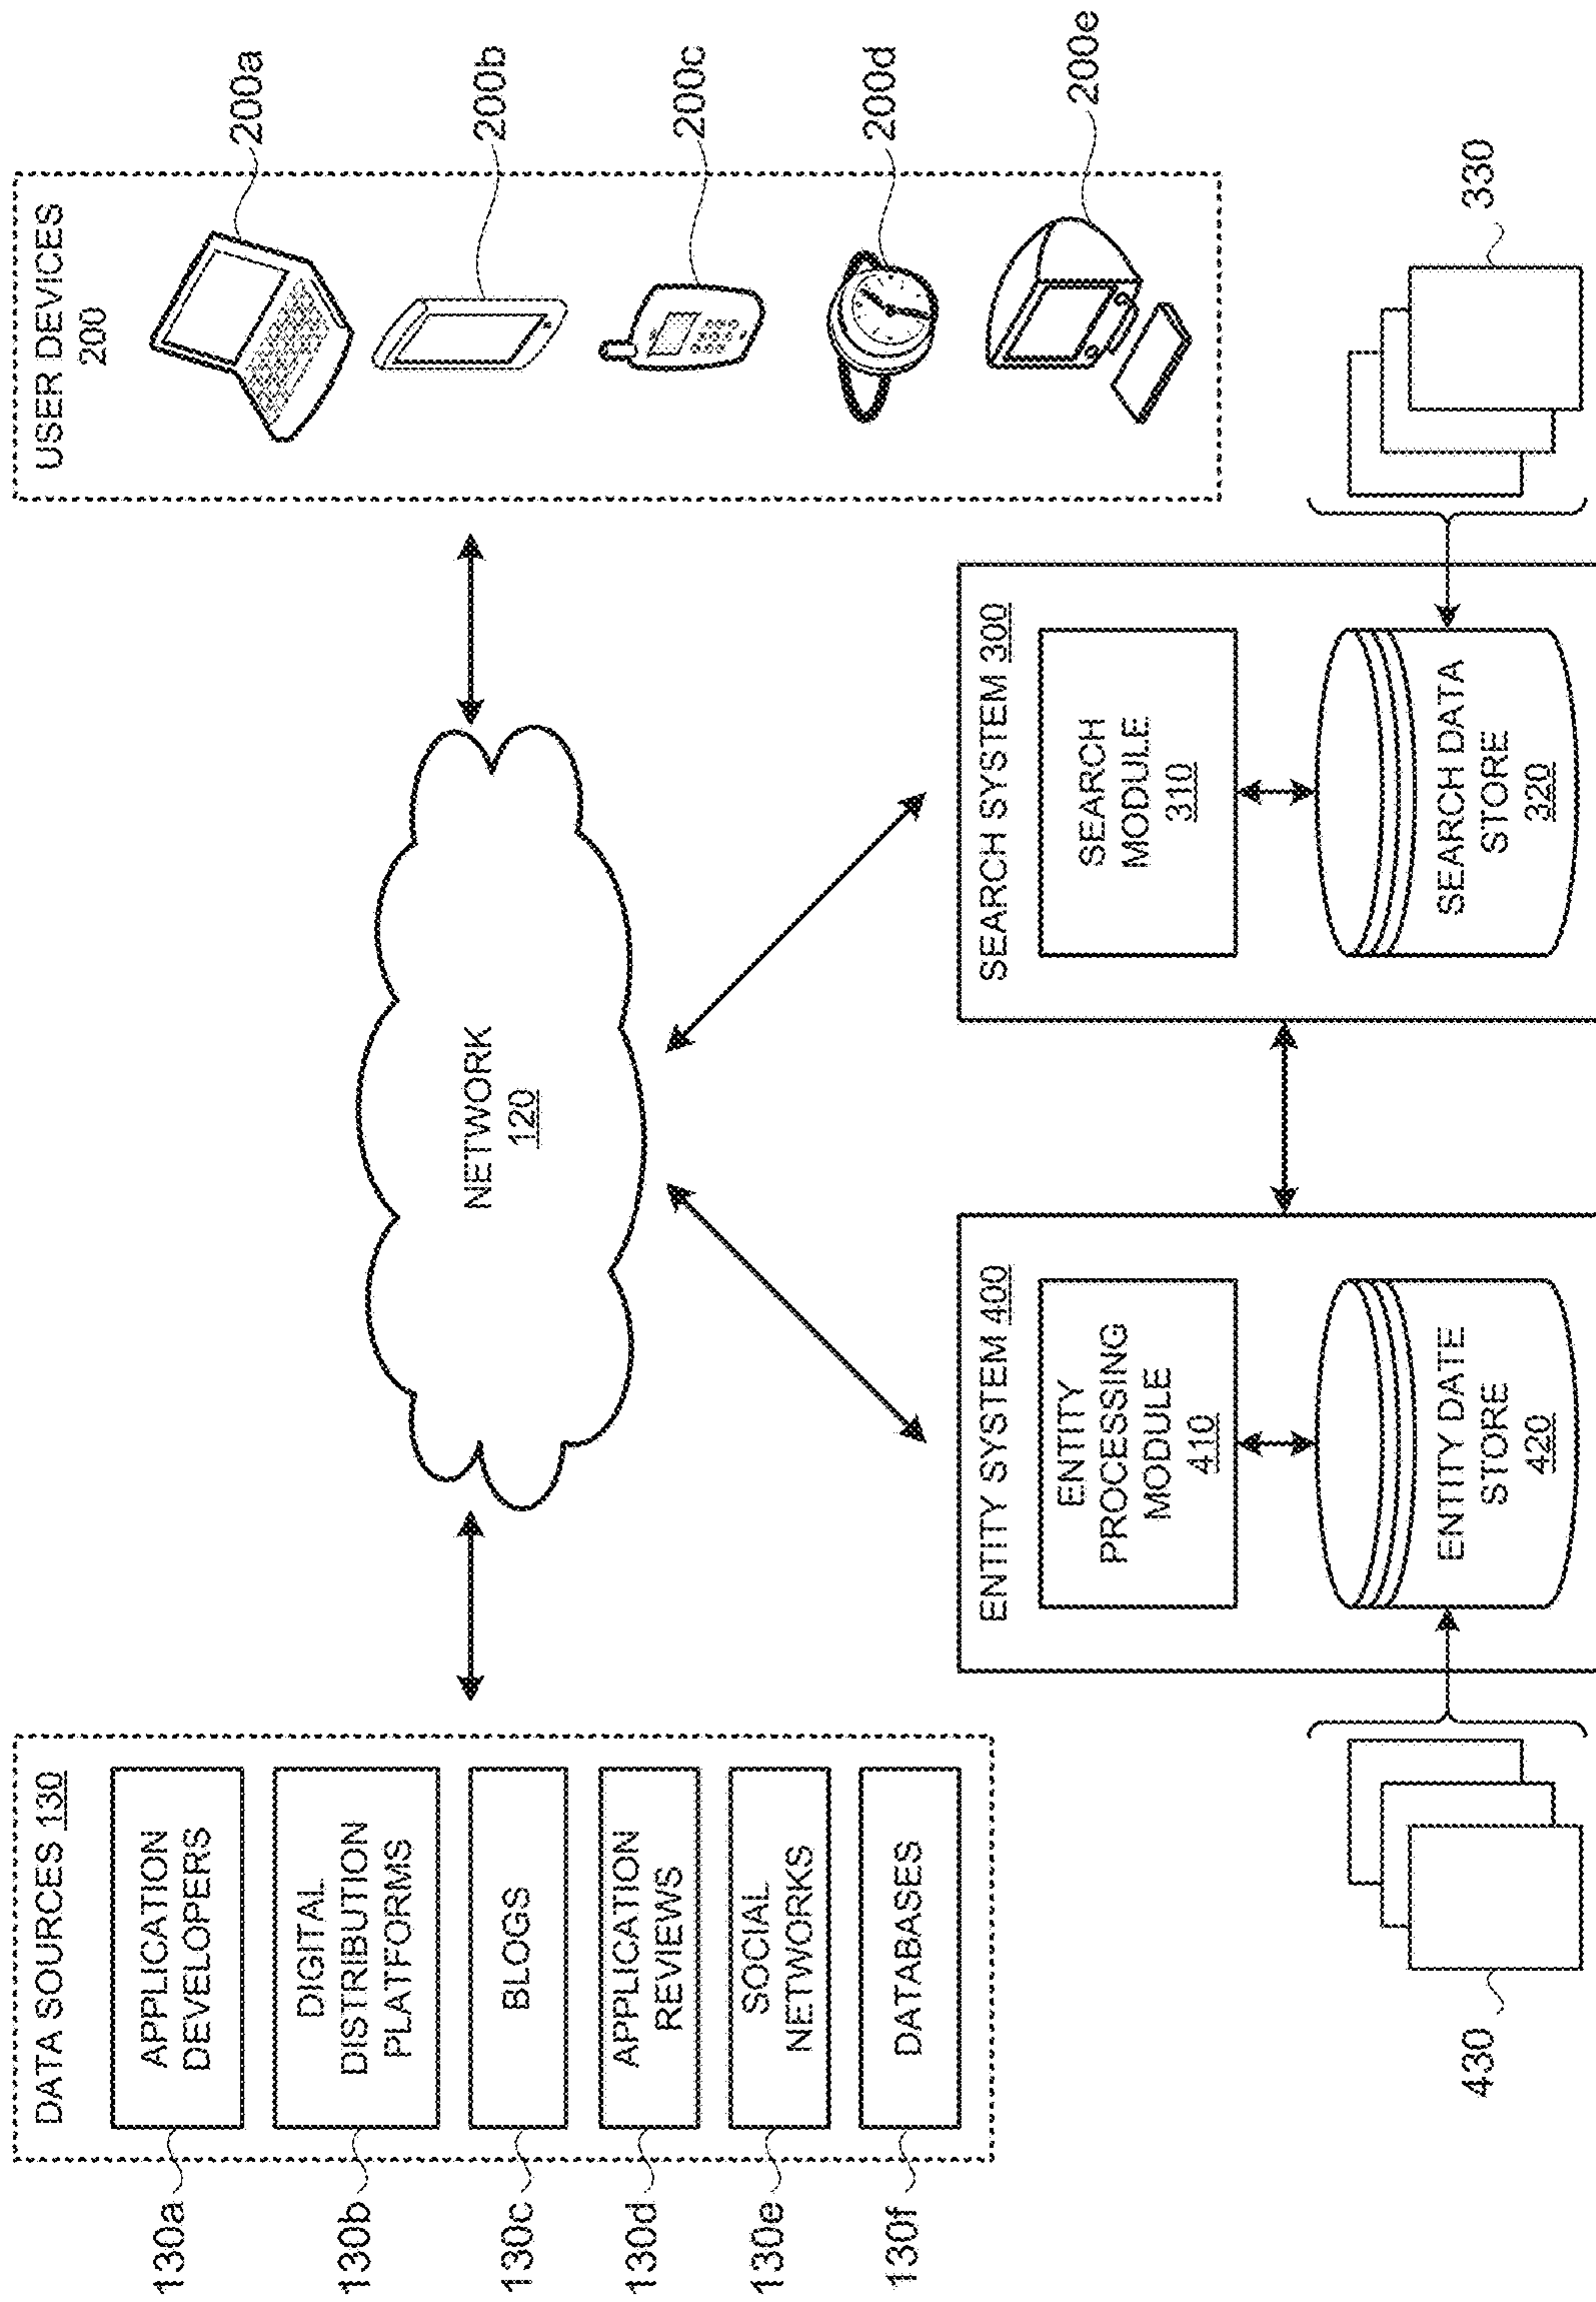 DATA SOURCES 130
APPLICATION
DEVELOPERS
DIGITAL
DISTRIBUTION
PLATFORMS
BLOGS
APPLICATION
REVIEWS
SOCIAL
NETWORKS
DATABASES
130a
130b
130c
130d
130e
130f
NETWORK
120
USER DEVICES
200
200a
200b
200c
200d
200e
ENTITY SYSTEM 400
ENTITY
PROCESSING
MODULE
410
ENTITY DATE
STORE
420
430
SEARCH SYSTEM 300
SEARCH
MODULE
310
SEARCH DATA
STORE
320
330